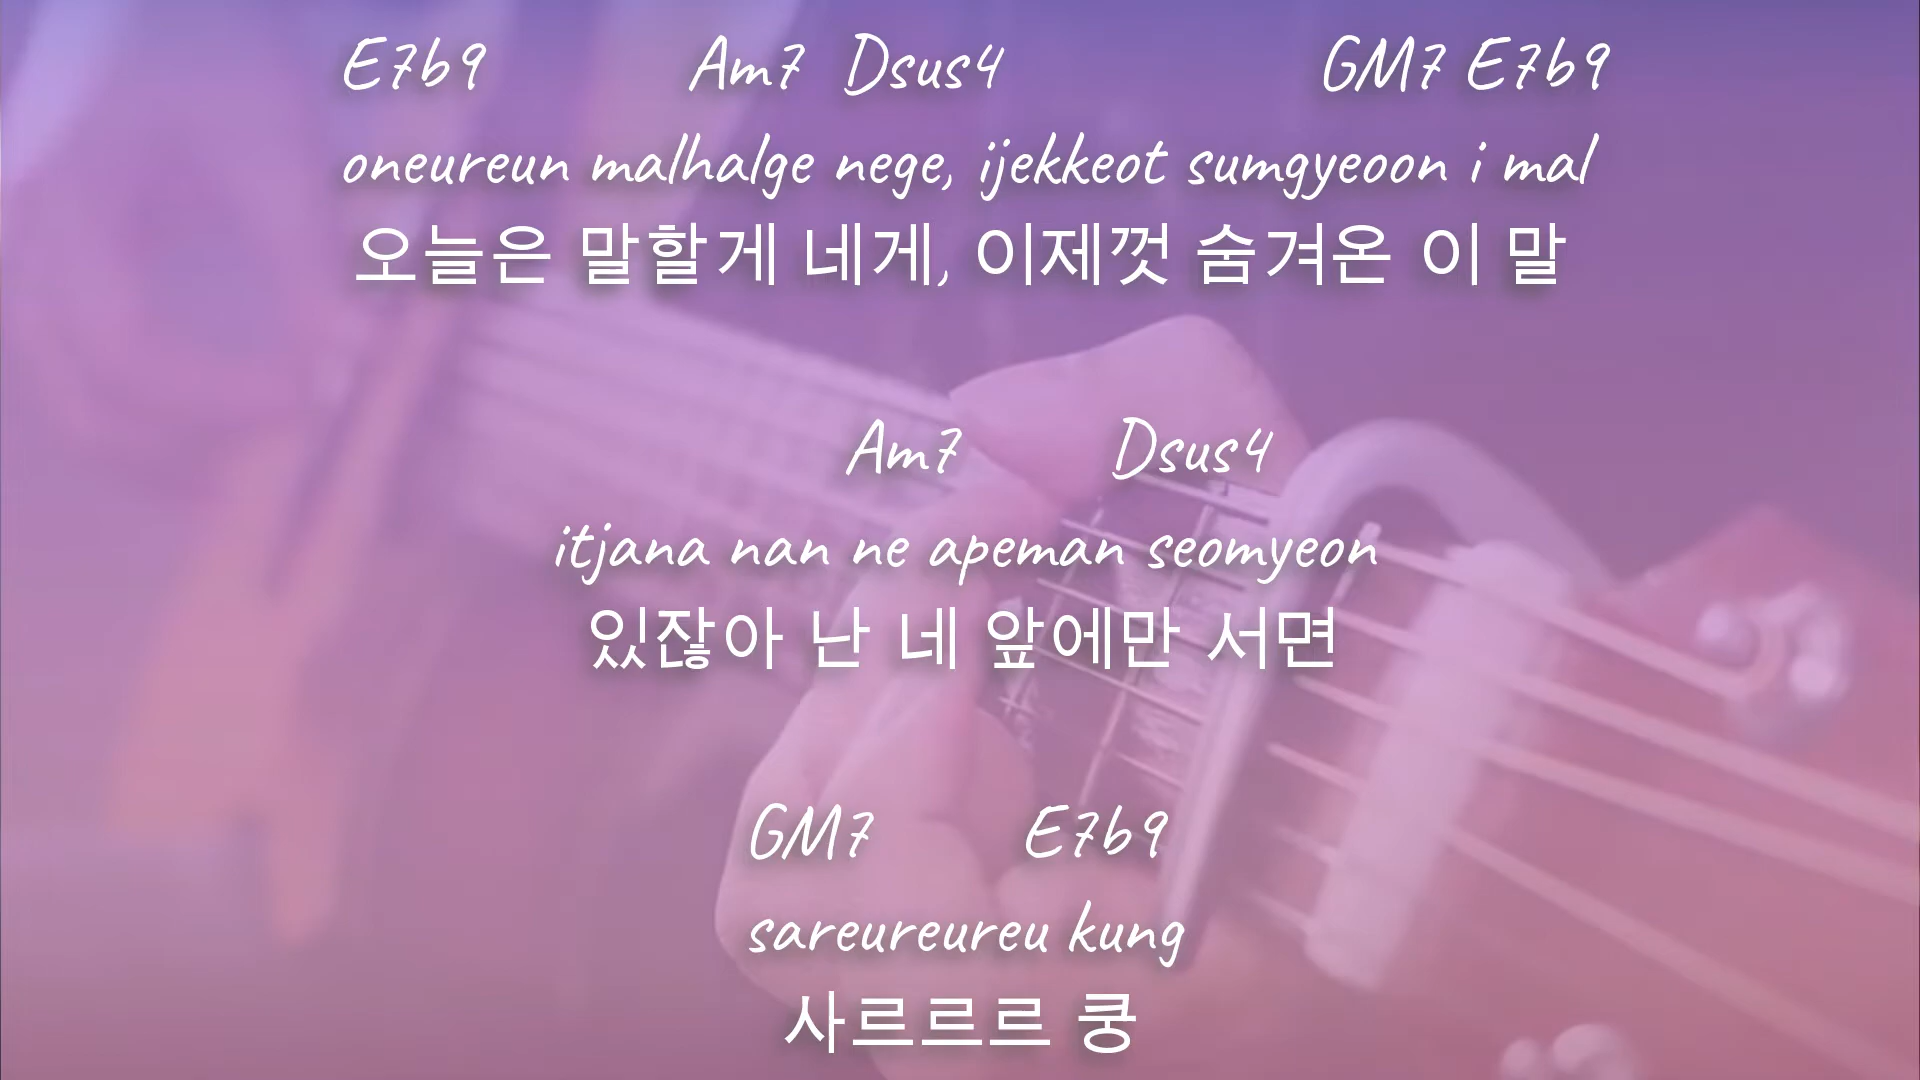 E7b9 Am7 Dsus4 GM7 E7b9
oneureun malhalge nege, ijekkeot sumgyeoon i mal
오늘은 말할게 네게, 이제껏 숨겨온 이 말
Am7 Dsus4
itjana nan ne apeman seomyeon
있잖아 난 네 앞에만 서면
GM7 E7b9
sareureureu kung
사르르르 쿵